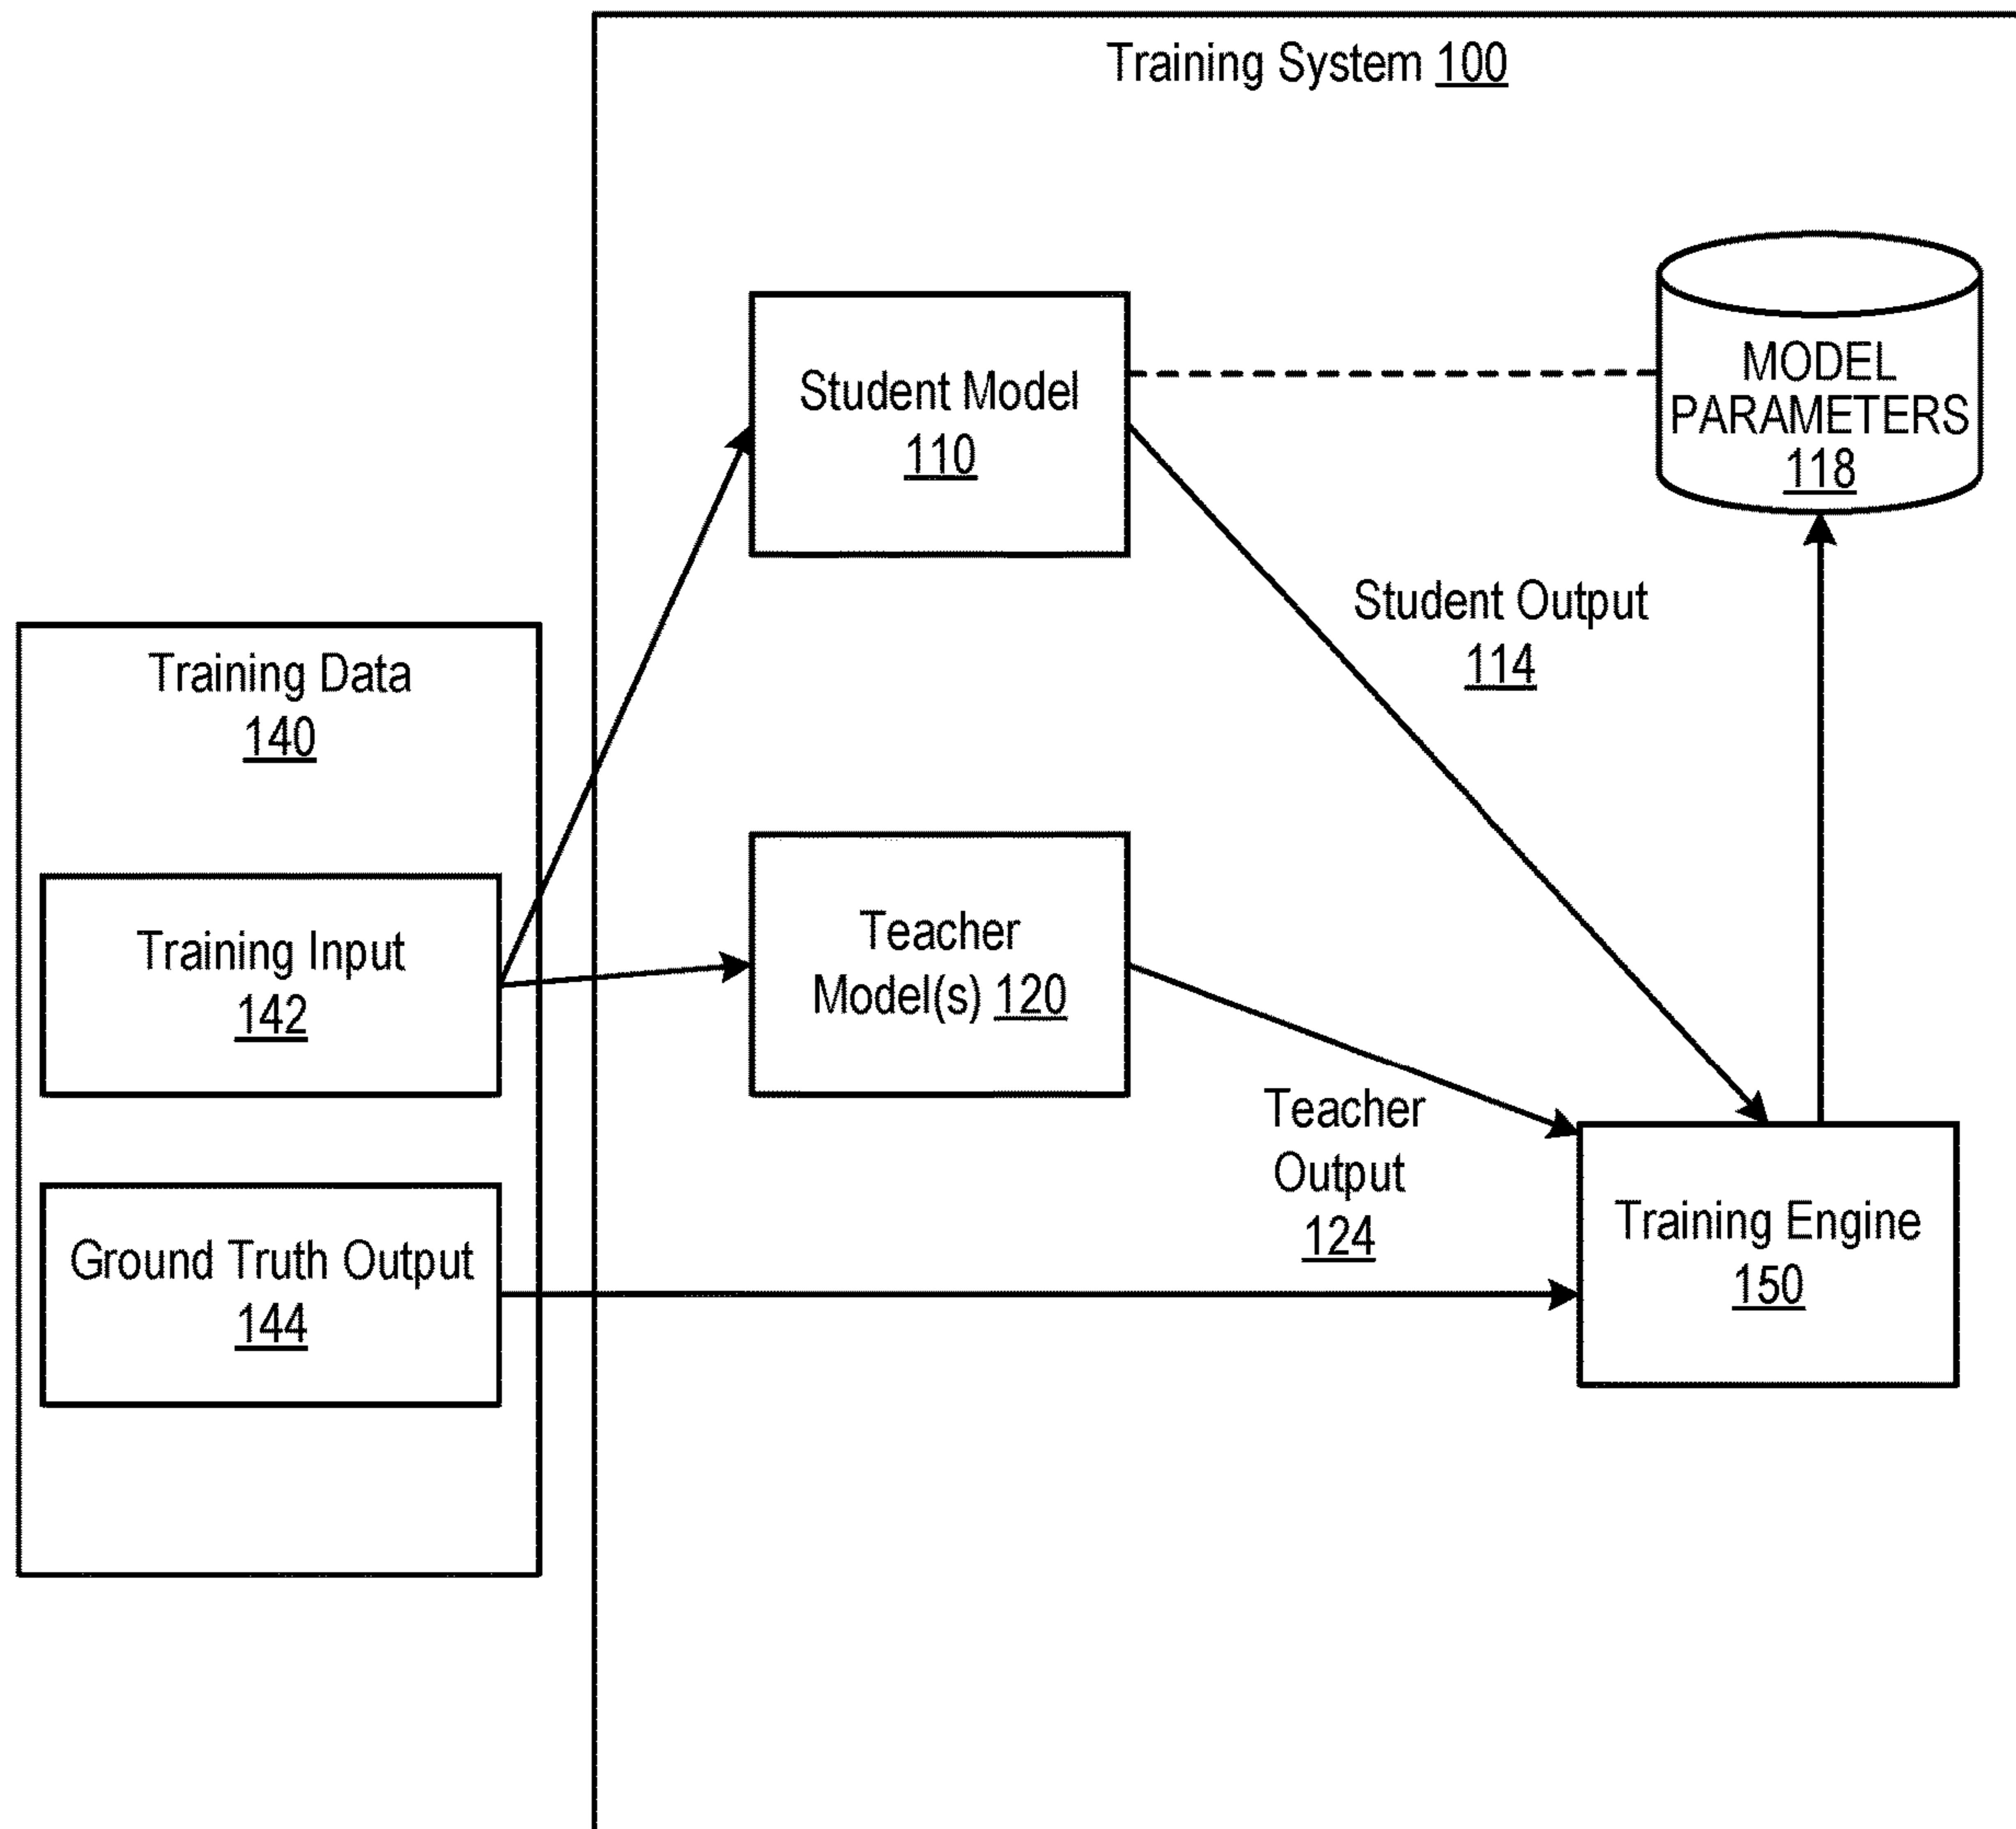 Training System 100
Student Model
110
MODEL
PARAMETERS
118
Student Output
114
Training Data
140
Training Input
142
Teacher
Model(s) 120
Teacher
Output
124
Ground Truth Output
144
Training Engine
150